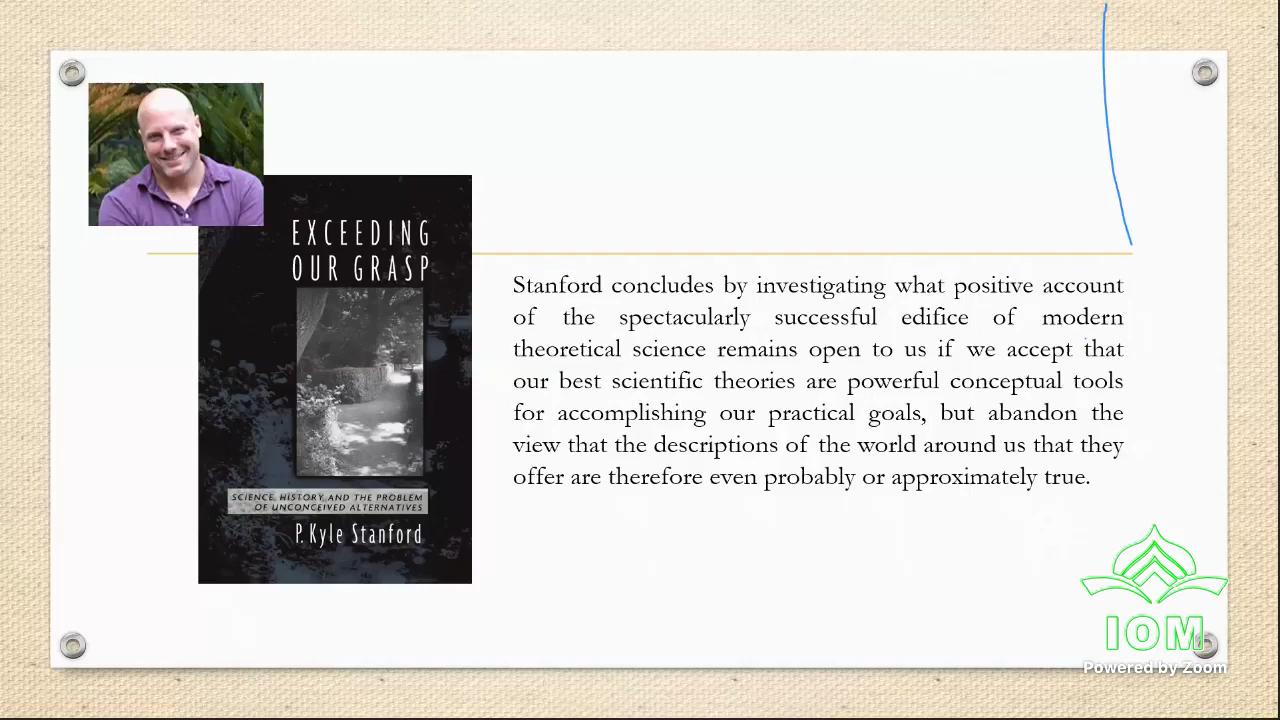 EXCEEDING
OUR GRASP
SCIENCE, HISTORY, AND THE PROBLEM
OF UNCONCEIVED ALTERNATIVES
P. Kyle Stanford
Stanford concludes by investigating what positive account
of the spectacularly successful edifice of modern
theoretical science remains open to us if we accept that
our best scientific theories are powerful conceptual tools
for accomplishing our practical goals, but abandon the
view that the descriptions of the world around us that they
offer are therefore even probably or approximately true.
IOM
Powered by Zoom